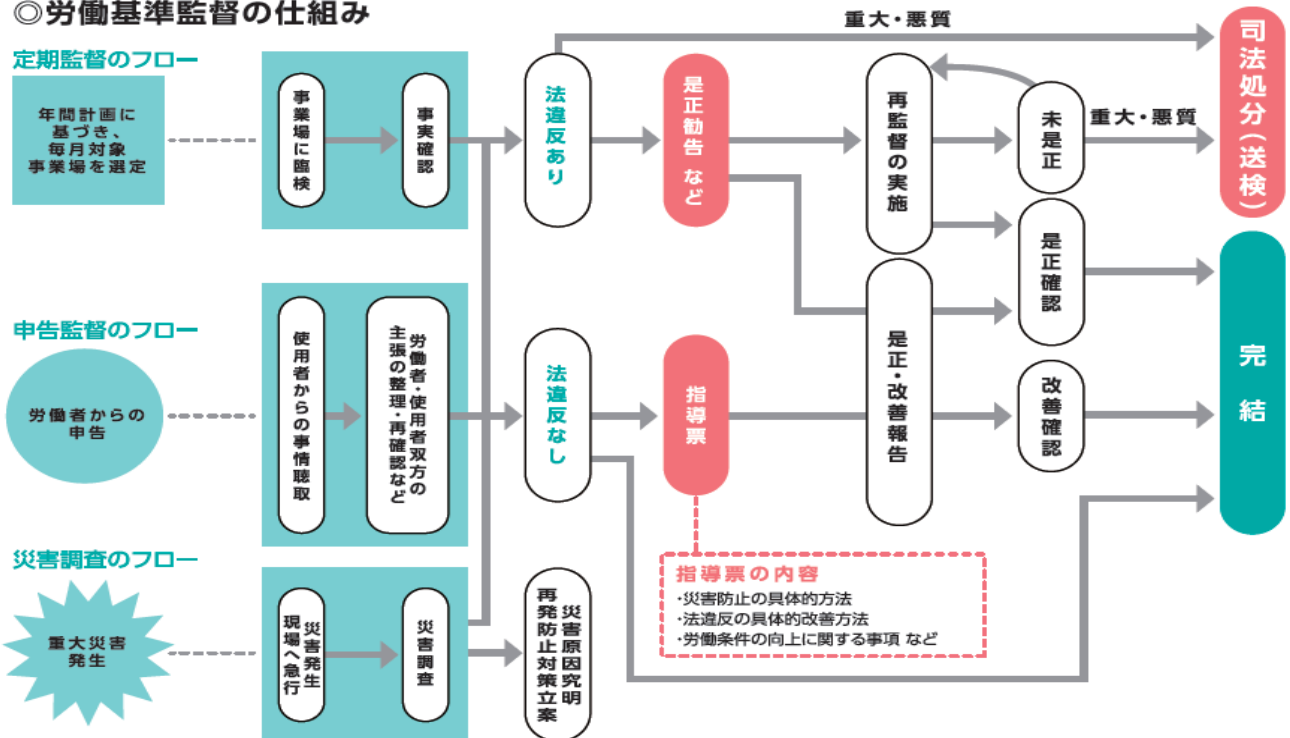 ◎労働基準監督の仕組み
定期監督のフロー
年間計画に
基づき、
毎月対象
事業場を選定
事業場に臨検
事実確認
法違反あり
重大・悪質
是正勧告 など
再監督の実施
未是正
重大・悪質
司法処分(送検)
是正確認
申告監督のフロー
労働者からの
申告
使用者からの事情聴取
労働者・使用者双方の
主張の整理・再確認など
法違反なし
指導票
是正・改善報告
改善確認
完結
災害調査のフロー
重大災害
発生
災害発生
現場へ急行
災害調査
災害原因究明
再発防止対策立案
指導票の内容
・災害防止の具体的方法
・法違反の具体的改善方法
・労働条件の向上に関する事項 など